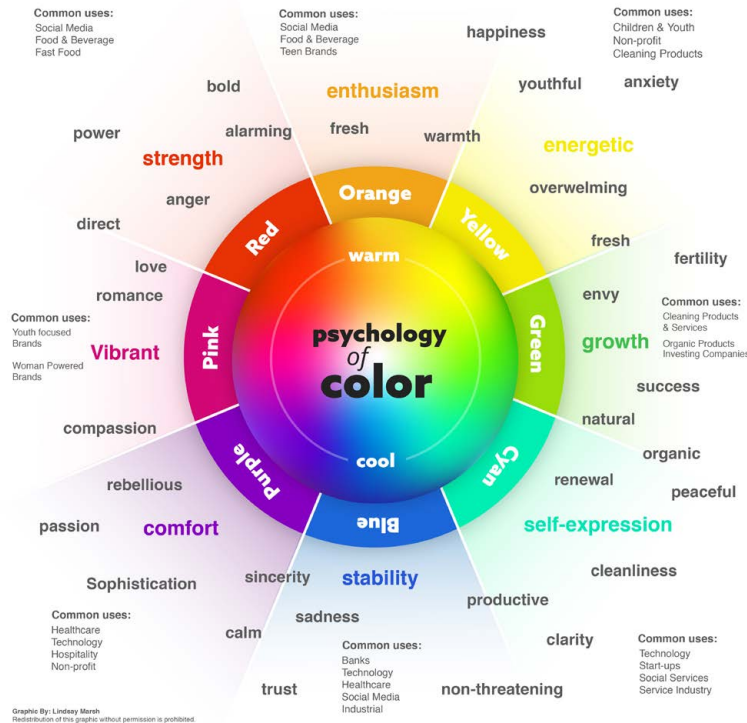 Common uses:
Social Media
Food & Beverage
Fast Food
bold
power
alarming
strength
anger
direct
Red
Common uses:
Social Media
Food & Beverage
Teen Brands
enthusiasm
fresh
warmth
Orange
happiness
Common uses:
Children & Youth
Non-profit
Cleaning Products
youthful
anxiety
energetic
overwelming
fresh
Yellow
fertility
envy
Common uses:
Cleaning Products
& Services
Organic Products
Investing Companies
growth
success
natural
Green
organic
renewal
peaceful
self-expression
cleanliness
productive
clarity
non-threatening
Common uses:
Technology
Start-ups
Social Services
Service Industry
Cyan
Blue
stability
sincerity
sadness
calm
trust
Common uses:
Banks
Technology
Healthcare
Social Media
Industrial
Purple
rebellious
passion
comfort
Sophistication
Common uses:
Healthcare
Technology
Hospitality
Non-profit
Pink
love
romance
Common uses:
Youth focused
Brands
Woman Powered
Brands
Vibrant
compassion
warm
psychology
of
color
cool
Graphic By: Lindsay Marsh
Redistribution of this graphic without permission is prohibited.